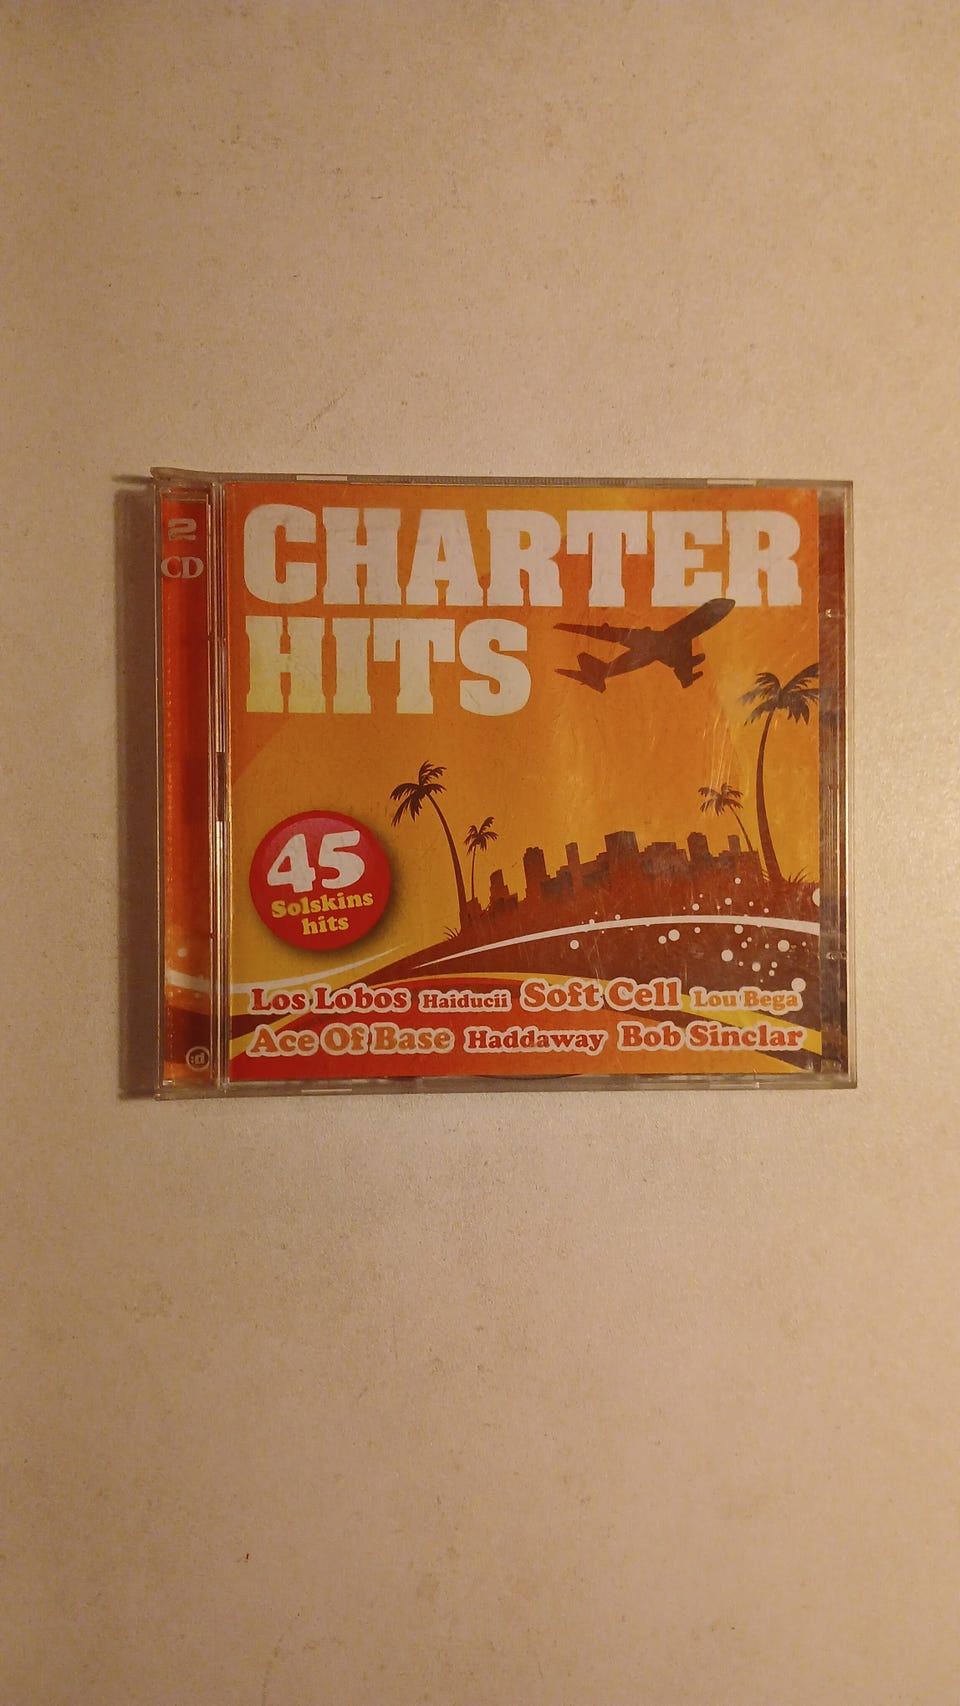 2
CD
CHARTER
HITS
45
Solskins
hits
Los Lobos Haiducii Soft Cell Lou Bega
Ace Of Base Haddaway Bob Sinclar
:d